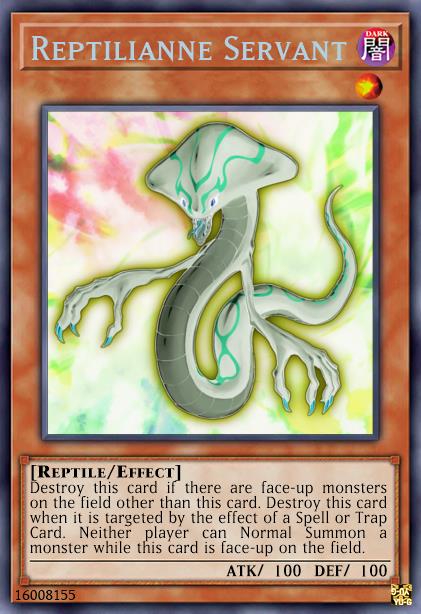 Reptilianne Servant
DARK
闇
[Reptile/Effect]
Destroy this card if there are face-up monsters
on the field other than this card. Destroy this card
when it is targeted by the effect of a Spell or Trap
Card. Neither player can Normal Summon a
monster while this card is face-up on the field.
ATK/ 100 DEF/ 100
16008155